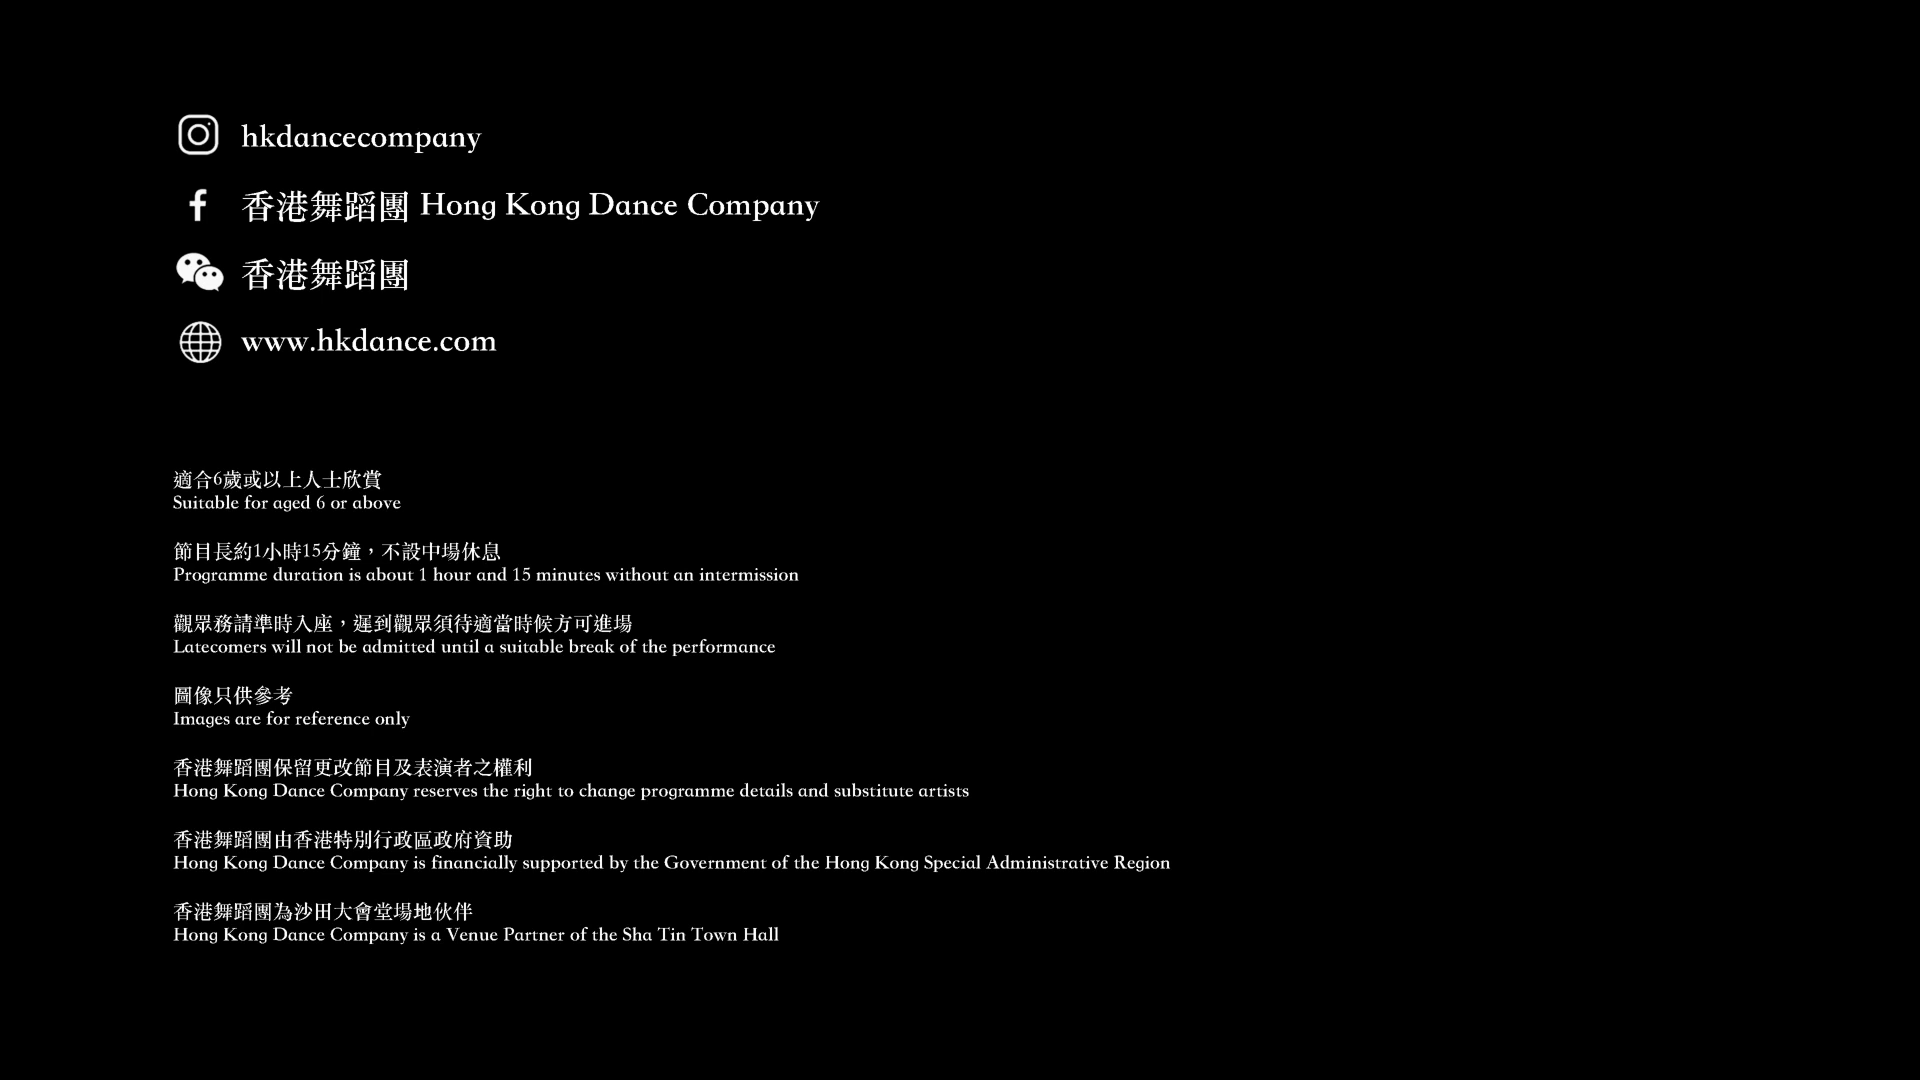 hkdancecompany
香港舞蹈團 Hong Kong Dance Company
香港舞蹈團
www.hkdance.com
適合6歲或以上人士欣賞
Suitable for aged 6 or above
節目長約1小時15分鐘，不設中場休息
Programme duration is about 1 hour and 15 minutes without an intermission
觀眾務請準時入座，遲到觀眾須待適當時候方可進場
Latecomers will not be admitted until a suitable break of the performance
圖像只供參考
Images are for reference only
香港舞蹈團保留更改節目及表演者之權利
Hong Kong Dance Company reserves the right to change programme details and substitute artists
香港舞蹈團由香港特別行政區政府資助
Hong Kong Dance Company is financially supported by the Government of the Hong Kong Special Administrative Region
香港舞蹈團為沙田大會堂場地伙伴
Hong Kong Dance Company is a Venue Partner of the Sha Tin Town Hall